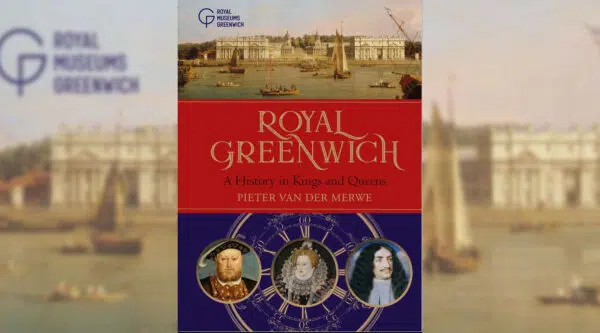 ROYAL
MUSEUMS
GREENWICH
ROYAL
MUSEUMS
GREENWICH
ROYAL
GREENWICH
A History in Kings and Queens
PIETER VAN DER MERWE